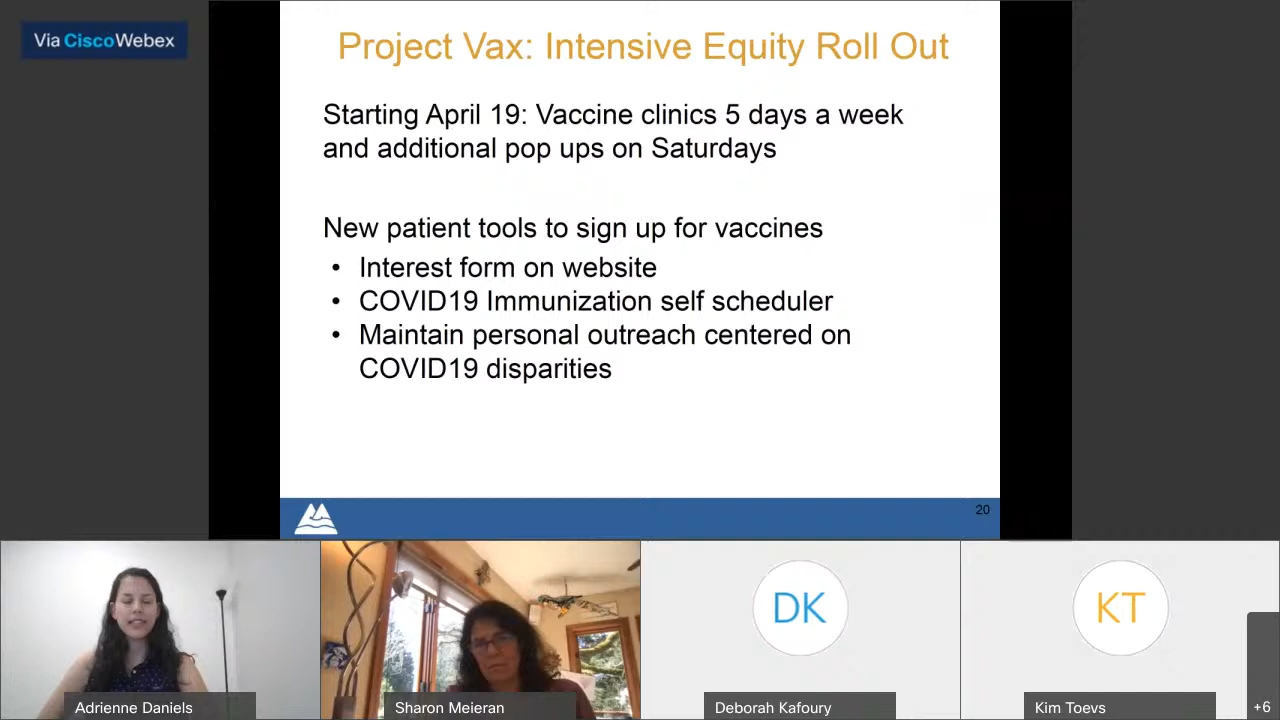 Via Cisco Webex
Project Vax: Intensive Equity Roll Out
Starting April 19: Vaccine clinics 5 days a week
and additional pop ups on Saturdays
New patient tools to sign up for vaccines
• Interest form on website
• COVID19 Immunization self scheduler
• Maintain personal outreach centered on
COVID19 disparities
20
DK
KT
Adrienne Daniels
Sharon Meieran
Deborah Kafoury
Kim Toevs
+6